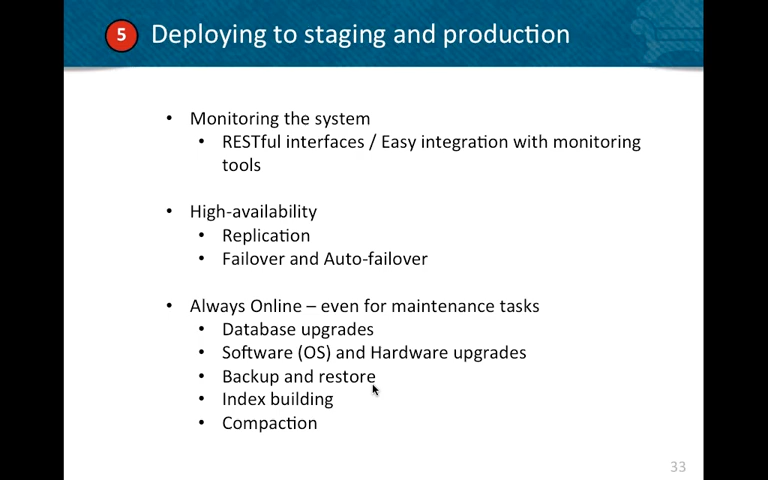 5 Deploying to staging and production
• Monitoring the system
• RESTful interfaces / Easy integration with monitoring
tools
• High-availability
• Replication
• Failover and Auto-failover
• Always Online – even for maintenance tasks
• Database upgrades
• Software (OS) and Hardware upgrades
• Backup and restore
• Index building
• Compaction
33